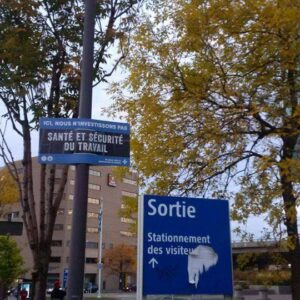 ICI, NOUS N'INVESTISSONS PAS
SANTÉ ET SÉCURITÉ
DU TRAVAIL
Sortie
Stationnement
des visiteurs